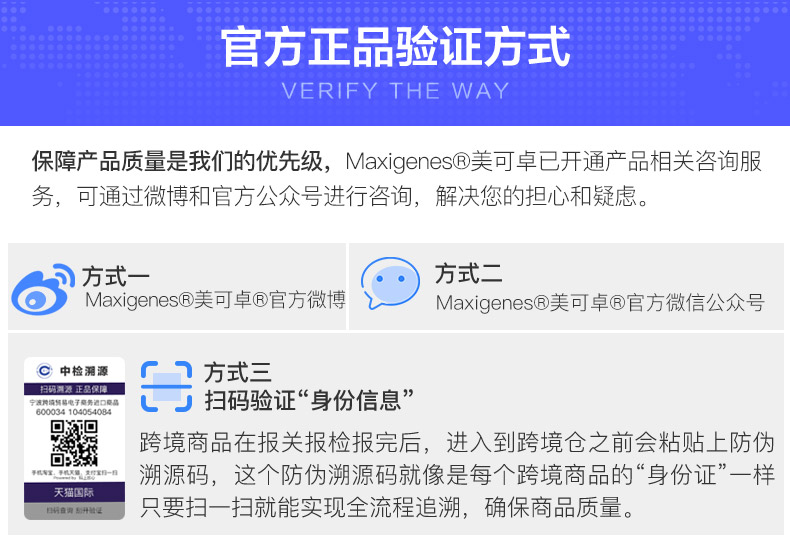 官方正品验证方式
VERIFY THE WAY
保障产品质量是我们的优先级，Maxigenes®美可卓已开通产品相关咨询服
务，可通过微博和官方公众号进行咨询，解决您的担心和疑虑。
方式一
Maxigenes®美可卓®官方微博
方式二
Maxigenes®美可卓®官方微信公众号
中检溯源
扫码溯源 正品保障
宁波跨境贸易电子商务进口商品
600034 104054084
手机淘宝、手机天猫、支付宝扫一扫
Powered by 码上放心
天猫国际
扫码查询 刮开验证
方式三
扫码验证“身份信息”
跨境商品在报关报检报完后，进入到跨境仓之前会粘贴上防伪
溯源码，这个防伪溯源码就像是每个跨境商品的“身份证”一样
只要扫一扫就能实现全流程追溯，确保商品质量。